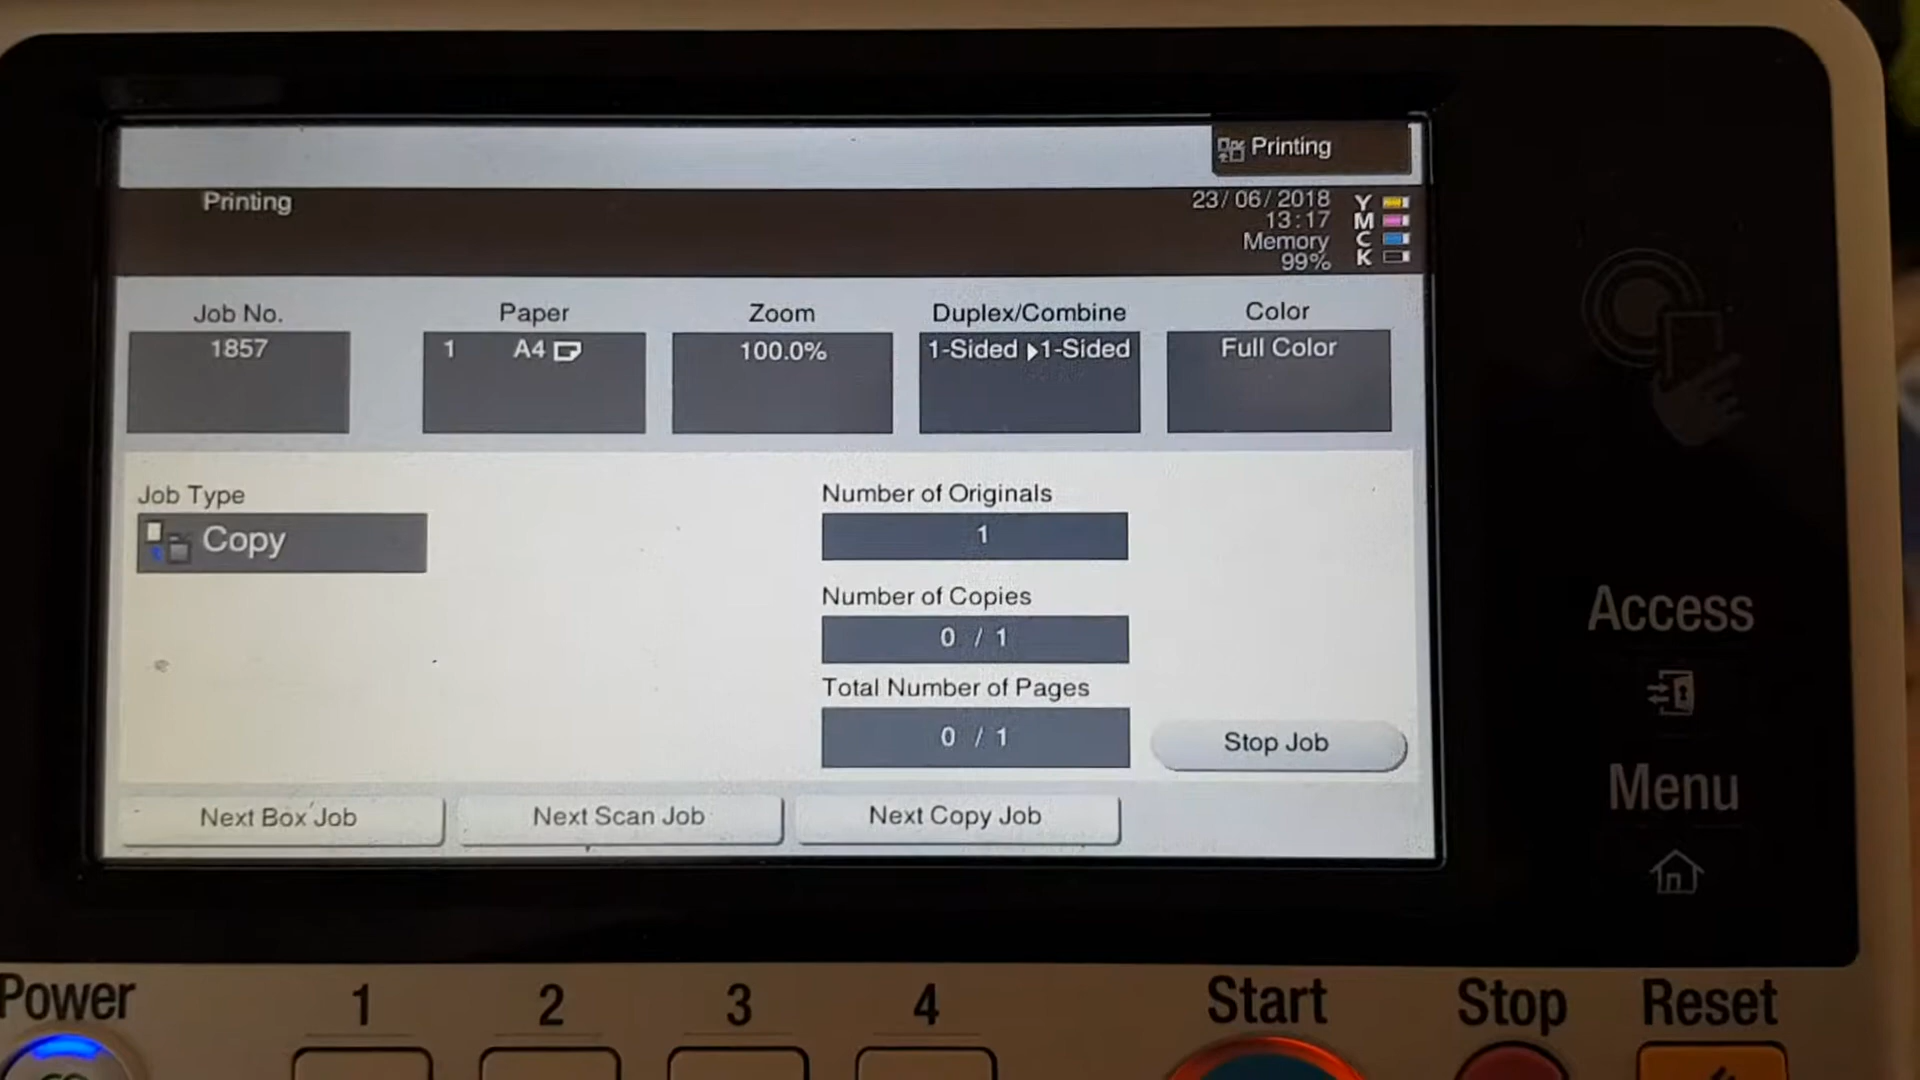 Printing
Printing
23/06/2018
13:17
Memory
99%
Y
M
C
K
Job No.
1857
Paper
1 A4
Zoom
100.0%
Duplex/Combine
1-Sided 1-Sided
Color
Full Color
Job Type
Copy
Number of Originals
1
Number of Copies
0 / 1
Total Number of Pages
0 / 1
Stop Job
Next Box Job
Next Scan Job
Next Copy Job
Access
Menu
Power
1
2
3
4
Start
Stop
Reset